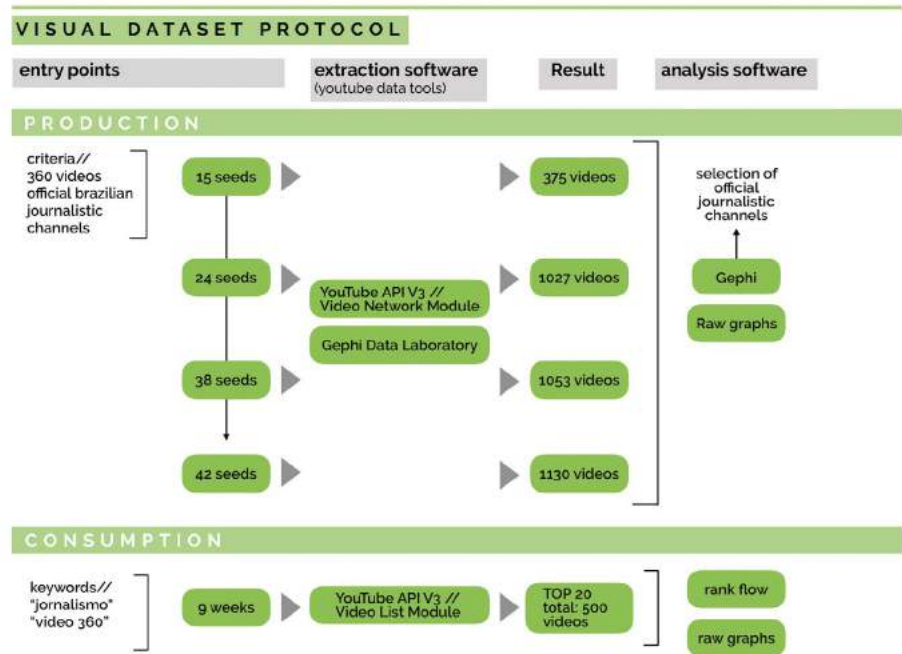 VISUAL DATASET PROTOCOL
entry points
extraction software
(youtube data tools)
Result
analysis software
PRODUCTION
criteria//
360 videos
official brazilian
journalistic
channels
15 seeds
375 videos
24 seeds
YouTube API V3 //
Video Network Module
Gephi Data Laboratory
1027 videos
38 seeds
1053 videos
42 seeds
1130 videos
selection of
official
journalistic
channels
Gephi
Raw graphs
CONSUMPTION
keywords//
"jornalismo"
"video 360"
9 weeks
YouTube API V3 //
Video List Module
TOP 20
total: 500
videos
rank flow
raw graphs